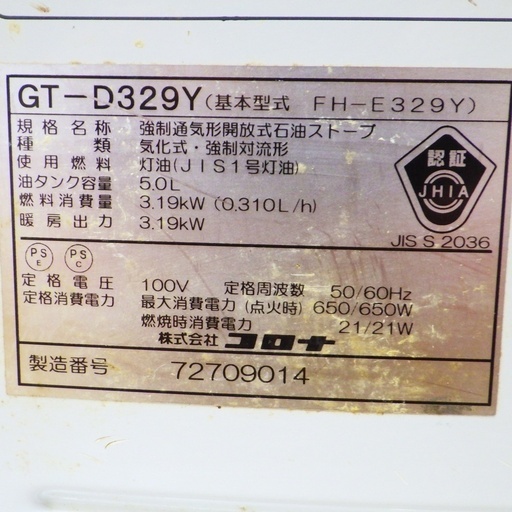 GT-D329Y(基本型式 FH-E329Y)
規格名称 強制通気形開放式石油ストーブ
種類 気化式・強制対流形
使用燃料 灯油(JIS1号灯油)
油タンク容量 5.0L
燃料消費量 3.19kW (0.310L/h)
暖房出力 3.19kW
認証
JHIA
JIS S 2036
PS E PS C
定格電圧 100V 定格周波数 50/60Hz
定格消費電力 最大消費電力 (点火時) 650/650W
燃焼時消費電力 21/21W
株式会社 コロナ
製造番号 72709014